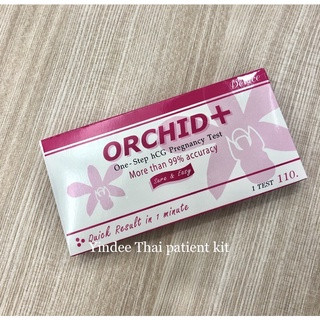 ORCHID+
One-Step hCG Pregnancy Test
More than 99% accuracy
Sure & Easy
1 TEST 110.
Quick Result in 1 minute
Yindee Thai patient kit